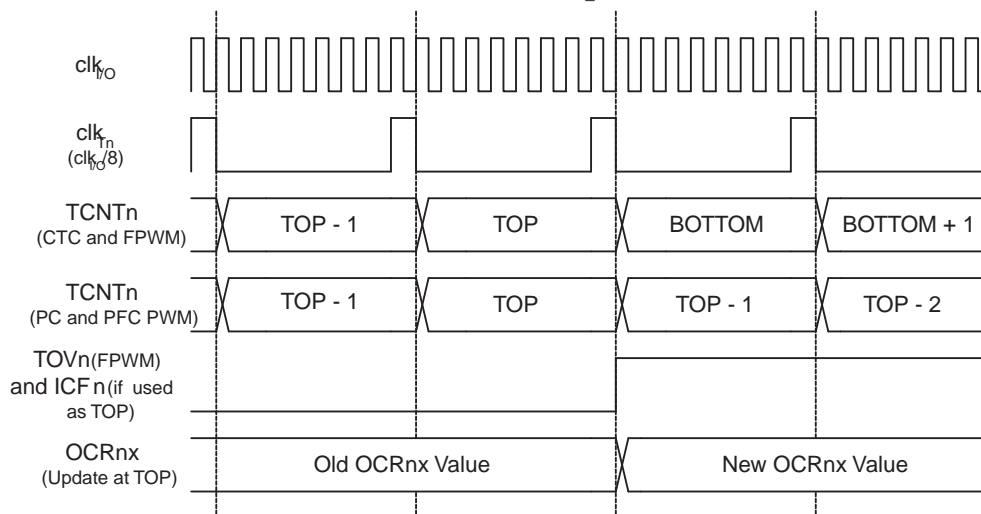 clkI/O
clkTn
(clkI/O/8)
TCNTn
(CTC and FPWM)
TOP - 1
TOP
BOTTOM
BOTTOM + 1
TCNTn
(PC and PFC PWM)
TOP - 1
TOP
TOP - 1
TOP - 2
TOVn(FPWM)
and ICFn(if used
as TOP)
OCRnx
(Update at TOP)
Old OCRnx Value
New OCRnx Value